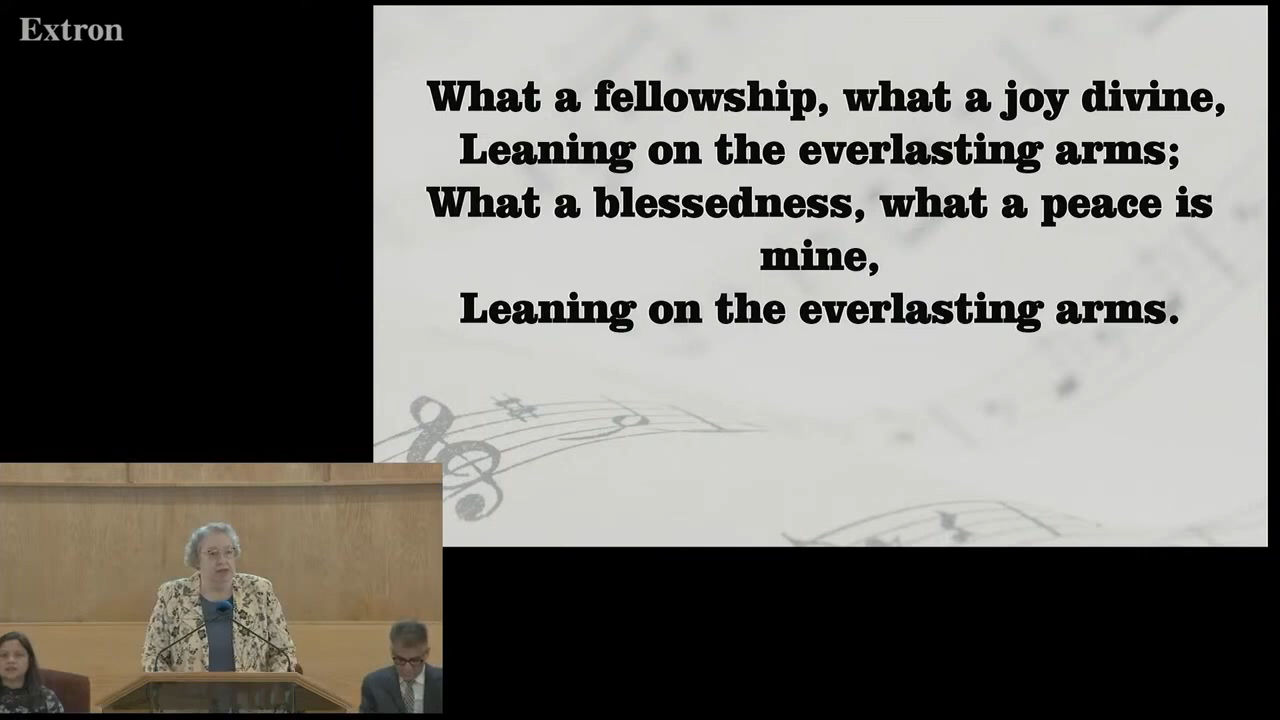 Extron
What a fellowship, what a joy divine,
Leaning on the everlasting arms;
What a blessedness, what a peace is
mine,
Leaning on the everlasting arms.